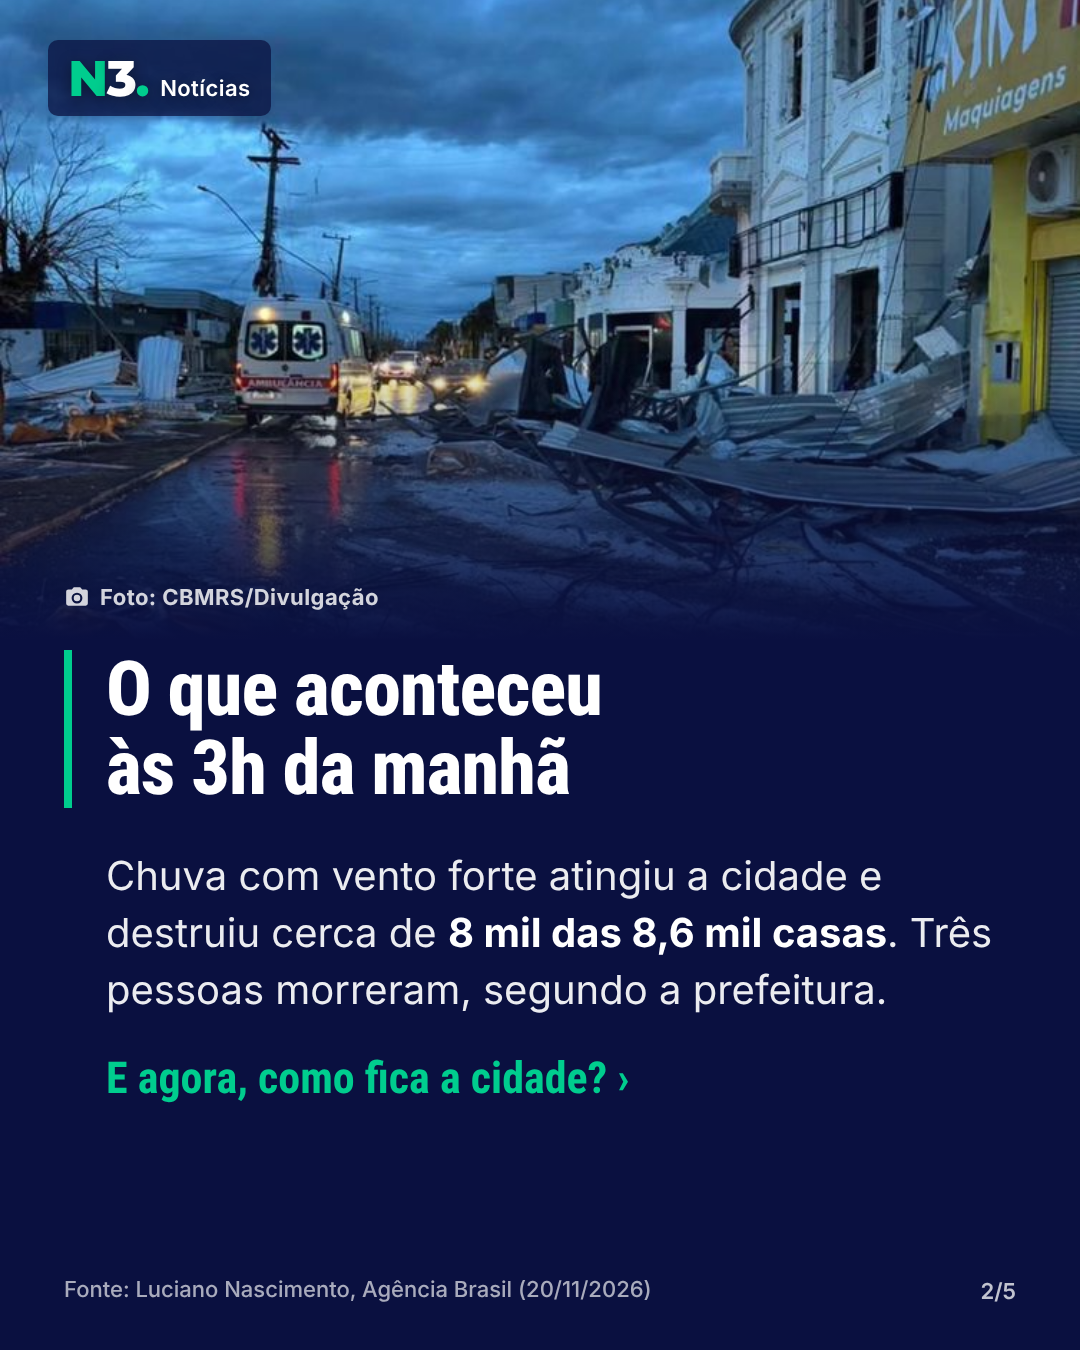 N3. Notícias
Maquiagens
AMBULÂNCIA
Foto: CBMRS/Divulgação
O que aconteceu
às 3h da manhã
Chuva com vento forte atingiu a cidade e
destruiu cerca de 8 mil das 8,6 mil casas. Três
pessoas morreram, segundo a prefeitura.
E agora, como fica a cidade? ›
Fonte: Luciano Nascimento, Agência Brasil (20/11/2026)
2/5